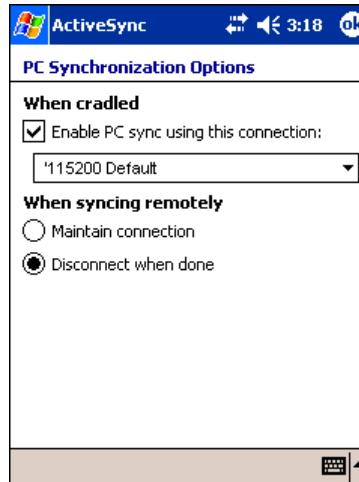 ActiveSync 3:18 ok
PC Synchronization Options
When cradled
Enable PC sync using this connection:
'115200 Default
When syncing remotely
Maintain connection
Disconnect when done